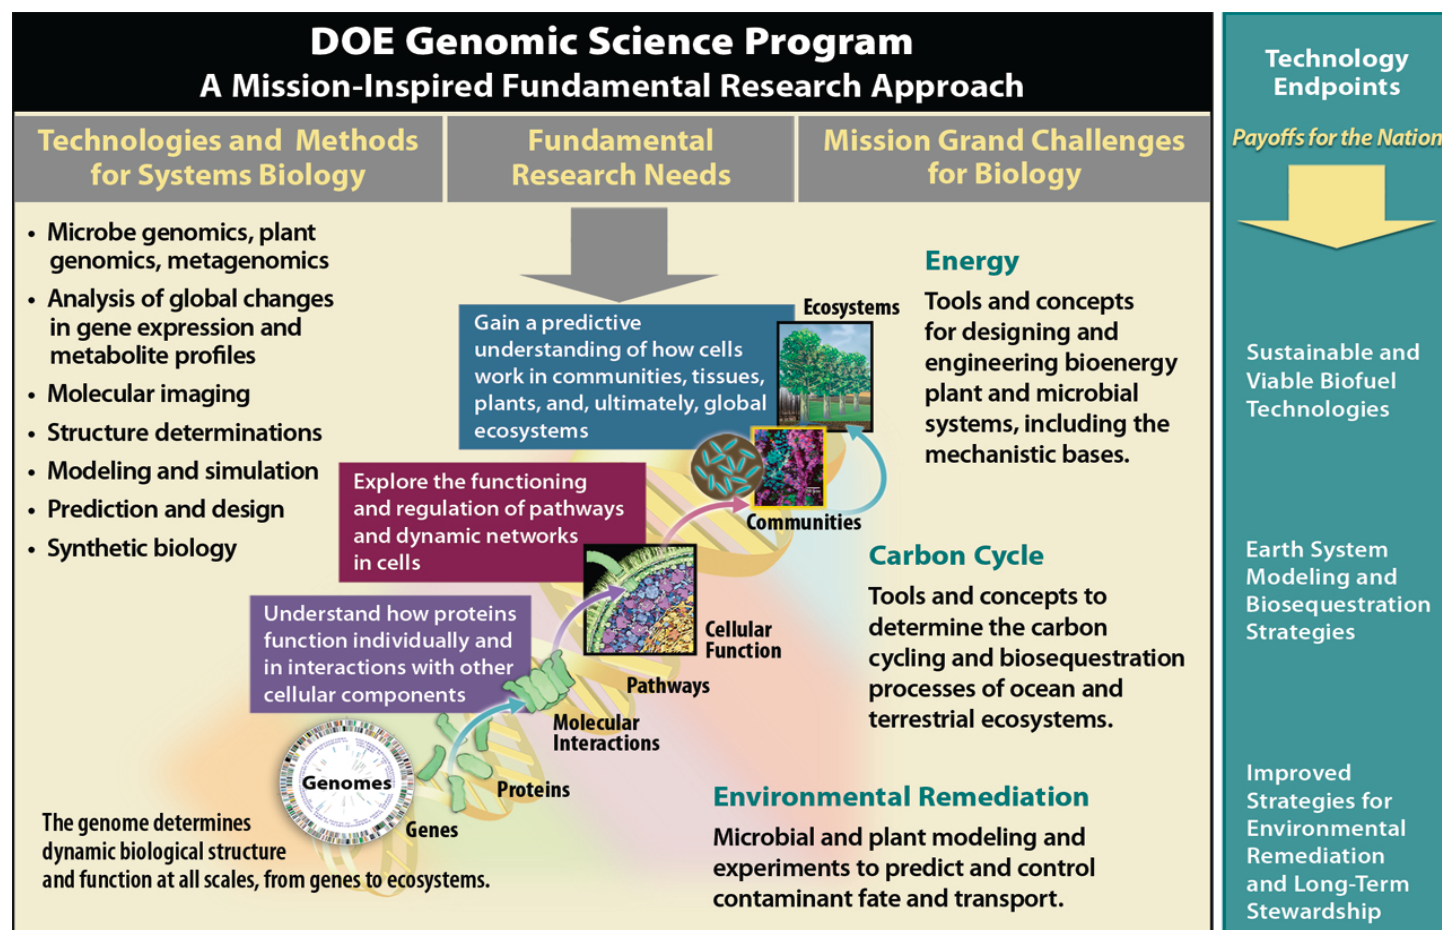 DOE Genomic Science Program
A Mission-Inspired Fundamental Research Approach
Technologies and Methods
for Systems Biology
Fundamental
Research Needs
Mission Grand Challenges
for Biology
• Microbe genomics, plant
genomics, metagenomics
• Analysis of global changes
in gene expression and
metabolite profiles
• Molecular imaging
• Structure determinations
• Modeling and simulation
• Prediction and design
• Synthetic biology
Gain a predictive
understanding of how cells
work in communities, tissues,
plants, and, ultimately, global
ecosystems
Explore the functioning
and regulation of pathways
and dynamic networks
in cells
Understand how proteins
function individually and
in interactions with other
cellular components
Ecosystems
Communities
Cellular
Function
Pathways
Molecular
Interactions
Proteins
Genes
Genomes
The genome determines
dynamic biological structure
and function at all scales, from genes to ecosystems.
Energy
Tools and concepts
for designing and
engineering bioenergy
plant and microbial
systems, including the
mechanistic bases.
Carbon Cycle
Tools and concepts to
determine the carbon
cycling and biosequestration
processes of ocean and
terrestrial ecosystems.
Environmental Remediation
Microbial and plant modeling and
experiments to predict and control
contaminant fate and transport.
Technology
Endpoints
Payoffs for the Nation
Sustainable and
Viable Biofuel
Technologies
Earth System
Modeling and
Biosequestration
Strategies
Improved
Strategies for
Environmental
Remediation
and Long-Term
Stewardship